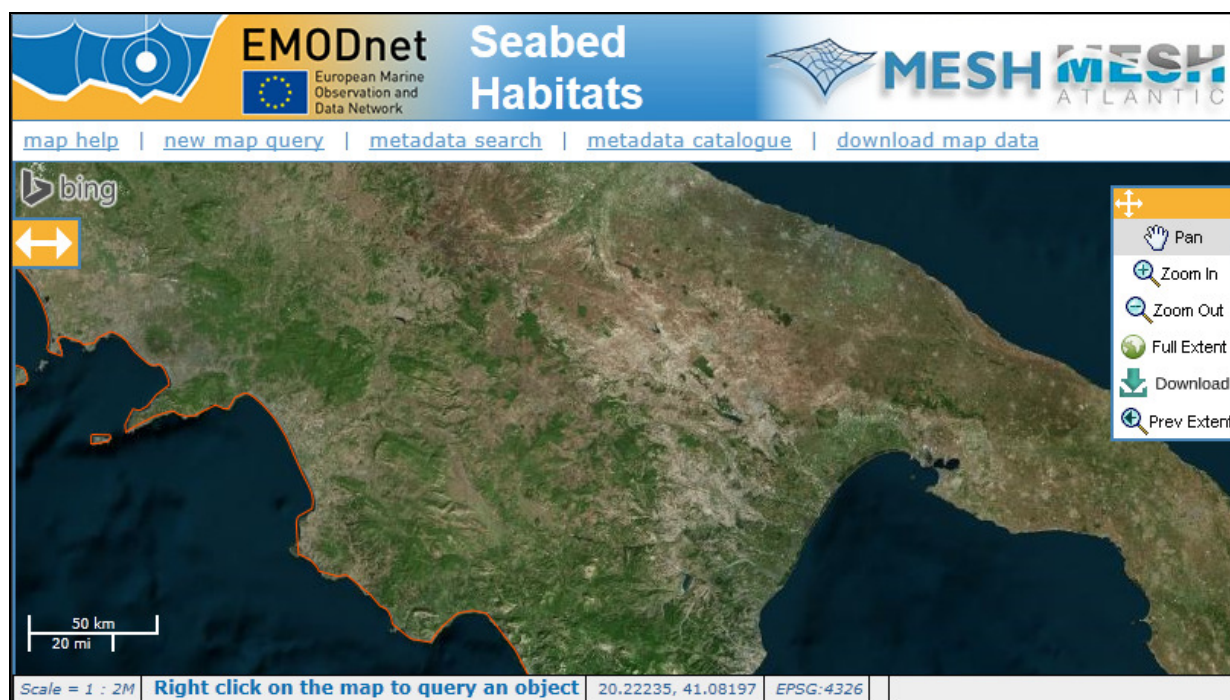 EMODnet
European Marine
Observation and
Data Network
Seabed
Habitats
MESH
MESH
ATLANTIC
map help | new map query | metadata search | metadata catalogue | download map data
bing
Pan
Zoom In
Zoom Out
Full Extent
Download
Prev Extent
50 km
20 mi
Scale = 1 : 2M
Right click on the map to query an object
20.22235, 41.08197
EPSG:4326